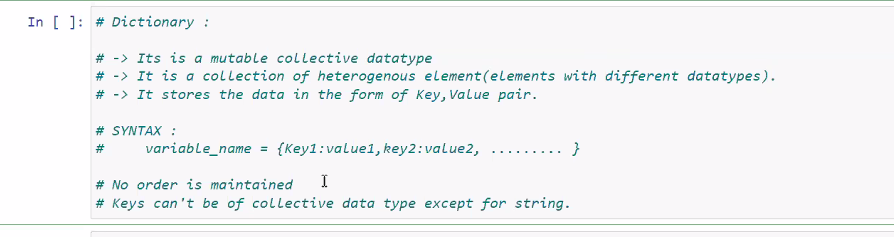 In [ ]: # Dictionary :
# -> Its is a mutable collective datatype
# -> It is a collection of heterogenous element(elements with different datatypes).
# -> It stores the data in the form of Key,Value pair.
# SYNTAX :
#     variable_name = {Key1:value1,key2:value2, ......... }
# No order is maintained
# Keys can't be of collective data type except for string.